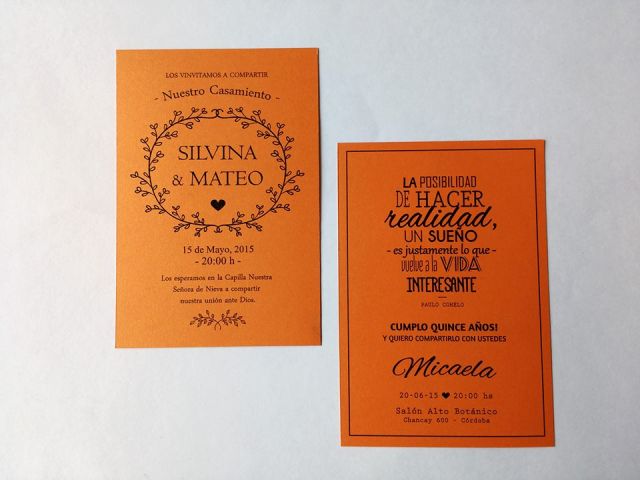 LOS VINVITAMOS A COMPARTIR
- Nuestro Casamiento -
SILVINA
& MATEO
15 de Mayo, 2015
- 20:00 h -
Los esperamos en la Capilla Nuestra
Señora de Nieva a compartir
nuestra unión ante Dios.
LA POSIBILIDAD
DE HACER
realidad,
UN SUEÑO
- es justamente lo que -
vuelve a la VIDA
INTERESANTE
PAULO COHELO
CUMPLO QUINCE AÑOS!
Y QUIERO COMPARTIRLO CON USTEDES
Micaela
20-06-15 ♥ 20:00 hs
Salón Alto Botánico
Chancay 600 - Córdoba